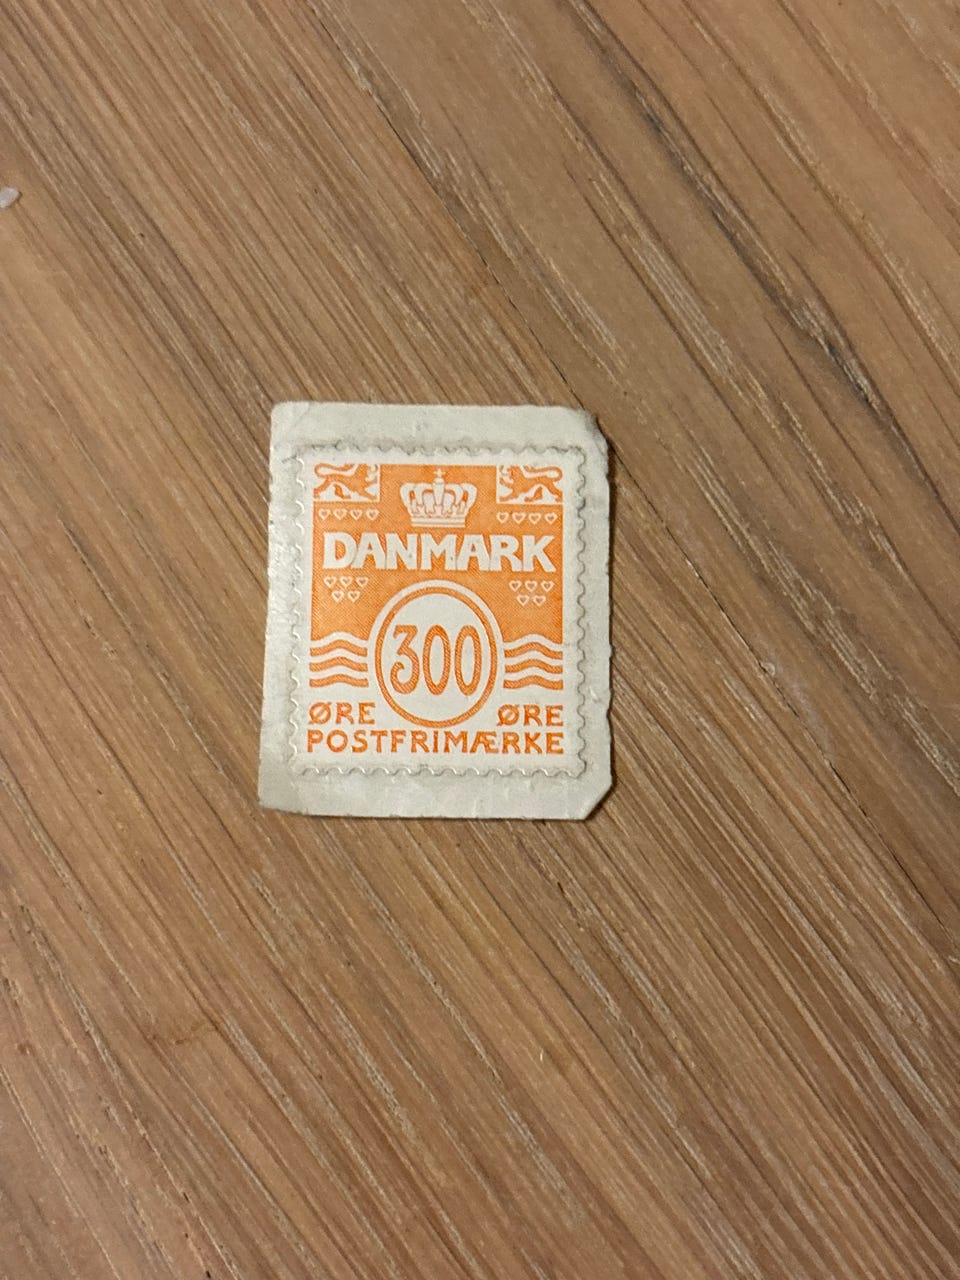 DANMARK
300
ØRE ØRE
POSTFRIMÆRKE